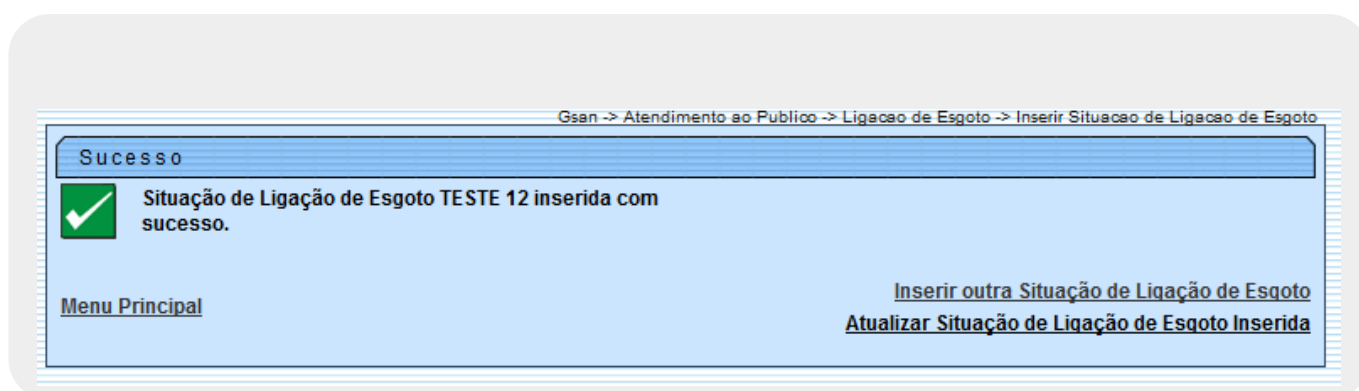 Gsan -> Atendimento ao Publico -> Ligacao de Esgoto -> Inserir Situacao de Ligacao de Esgoto
Sucesso
Situação de Ligação de Esgoto TESTE 12 inserida com
sucesso.
Inserir outra Situação de Ligação de Esgoto
Menu Principal
Atualizar Situação de Ligação de Esgoto Inserida